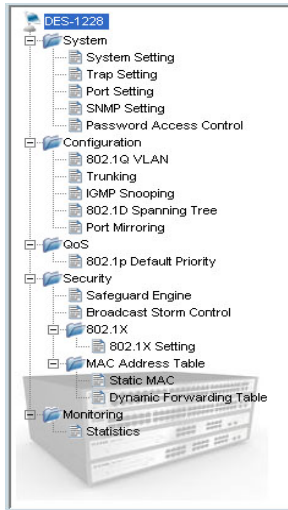 DES-1228
System
System Setting
Trap Setting
Port Setting
SNMP Setting
Password Access Control
Configuration
802.1Q VLAN
Trunking
IGMP Snooping
802.1D Spanning Tree
Port Mirroring
QoS
802.1p Default Priority
Security
Safeguard Engine
Broadcast Storm Control
802.1X
802.1X Setting
MAC Address Table
Static MAC
Dynamic Forwarding Table
Monitoring
Statistics